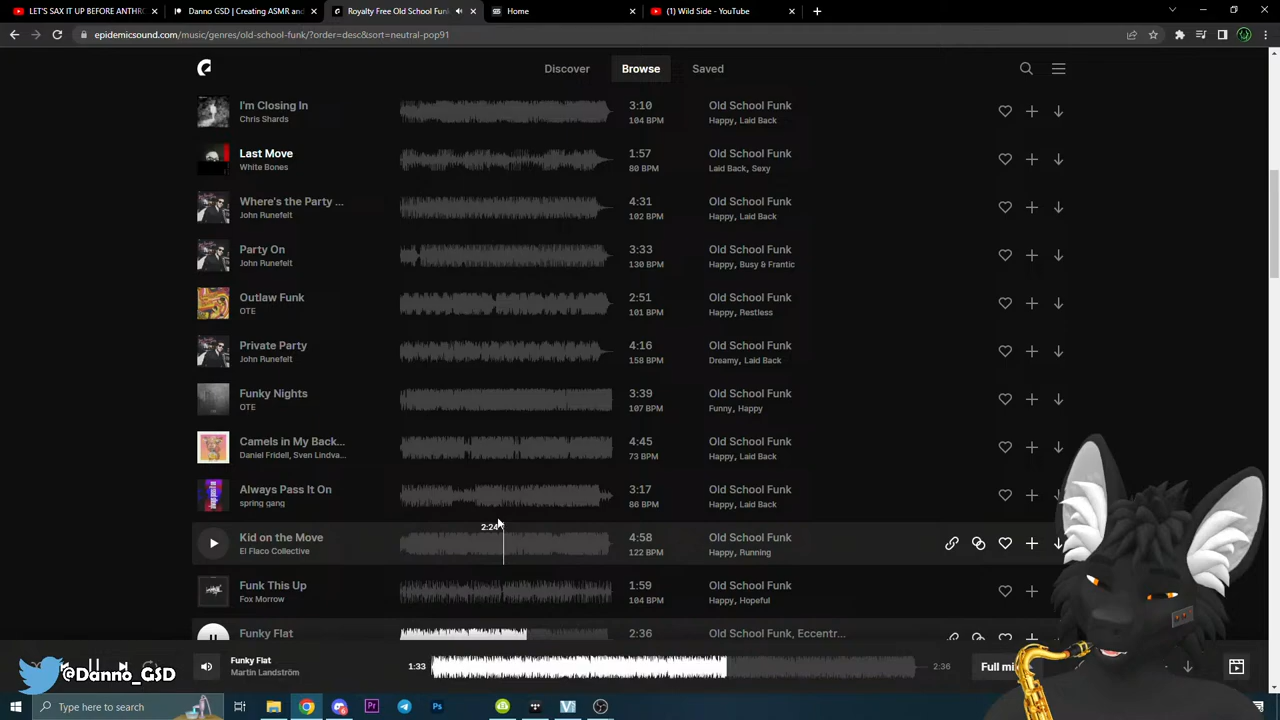 LET'S SAX IT UP BEFORE ANTHRO
Danno GSD | Creating ASMR and
Royalty Free Old School Funk
Home
(1) Wild Side - YouTube
epidemicsound.com/music/genres/old-school-funk/?order=desc&sort=neutral-pop91
Discover
Browse
Saved
I'm Closing In
Chris Shards
3:10
104 BPM
Old School Funk
Happy, Laid Back
Last Move
White Bones
1:57
80 BPM
Old School Funk
Laid Back, Sexy
Where's the Party ...
John Runefelt
4:31
102 BPM
Old School Funk
Happy, Laid Back
Party On
John Runefelt
3:33
130 BPM
Old School Funk
Happy, Busy & Frantic
Outlaw Funk
OTE
2:51
101 BPM
Old School Funk
Happy, Restless
Private Party
John Runefelt
4:16
158 BPM
Old School Funk
Dreamy, Laid Back
Funky Nights
OTE
3:39
107 BPM
Old School Funk
Funny, Happy
Camels in My Back...
Daniel Fridell, Sven Lindva...
4:45
73 BPM
Old School Funk
Happy, Laid Back
Always Pass It On
spring gang
3:17
86 BPM
Old School Funk
Happy, Laid Back
Kid on the Move
El Flaco Collective
2:24
4:58
122 BPM
Old School Funk
Happy, Running
Funk This Up
Fox Morrow
1:59
104 BPM
Old School Funk
Happy, Hopeful
Funky Flat
2:36
Old School Funk, Eccentr...
@Danno_GSD
Funky Flat
Martin Landström
1:33
2:36
Full mi
Type here to search